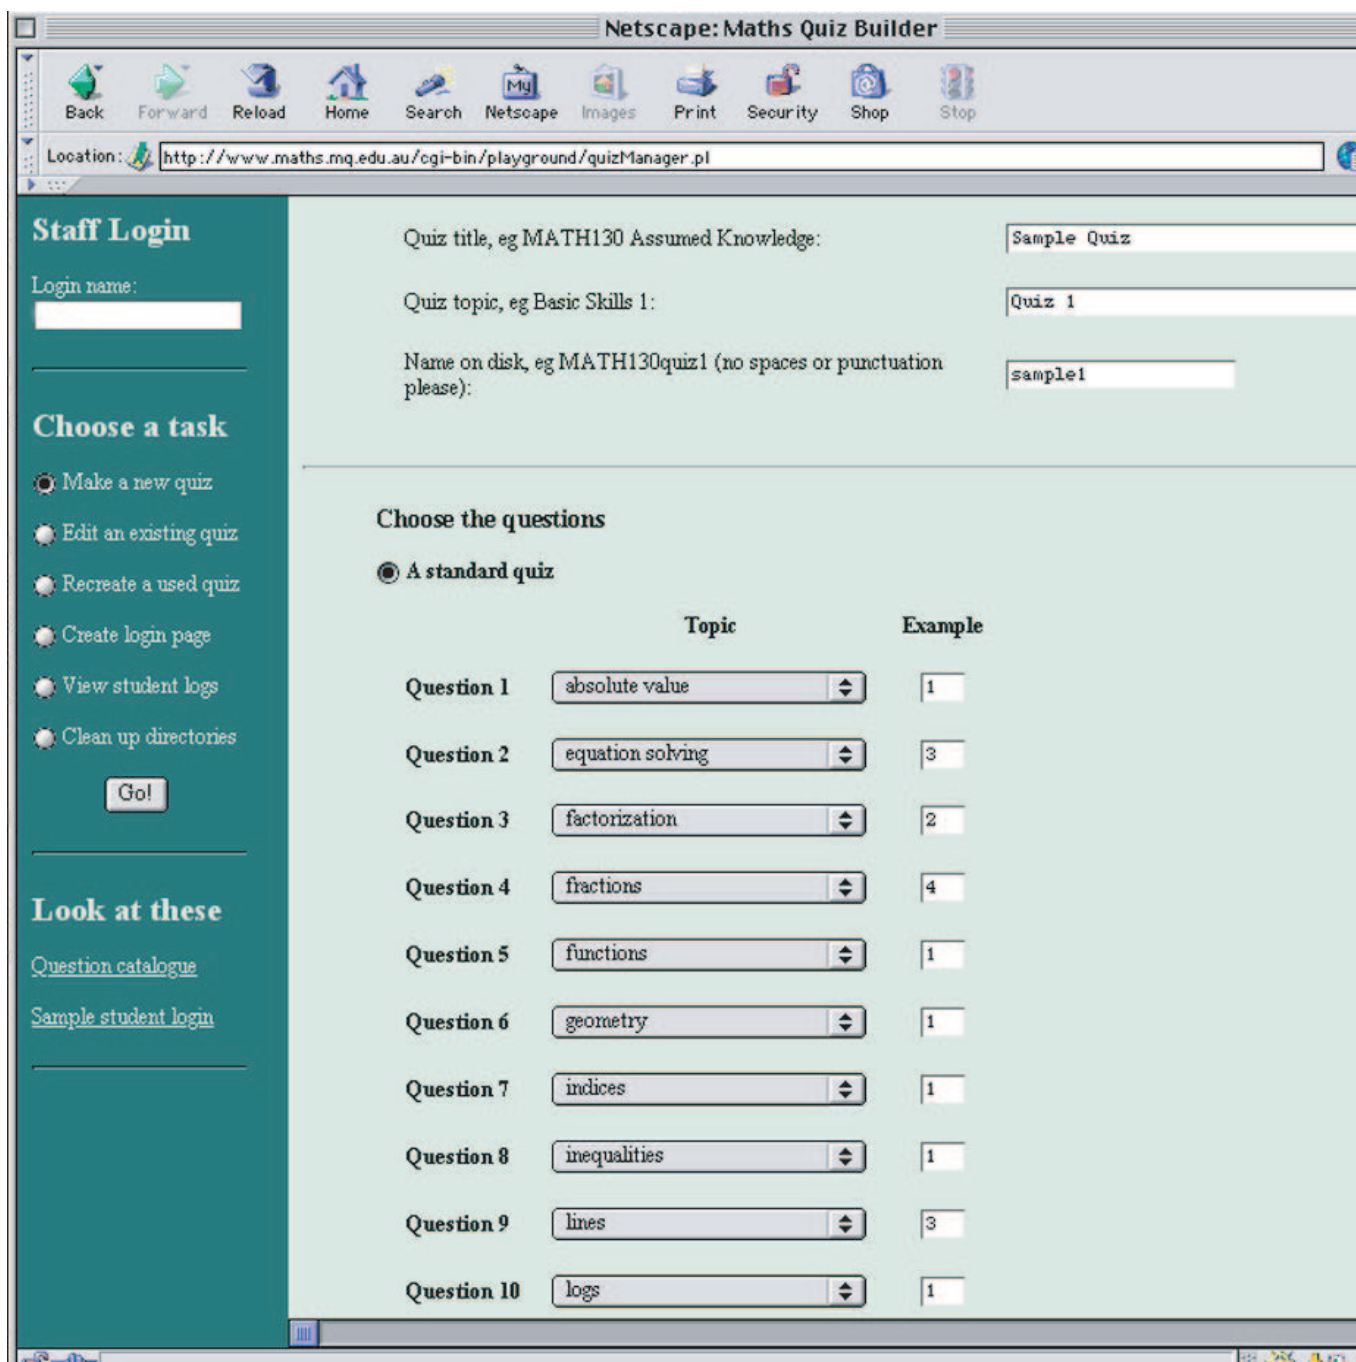 Netscape: Maths Quiz Builder
Back Forward Reload Home Search Netscape Images Print Security Shop Stop
My
Location: http://www.maths.mq.edu.au/cgi-bin/playground/quizManager.pl
Staff Login
Login name:
Choose a task
Make a new quiz
Edit an existing quiz
Recreate a used quiz
Create login page
View student logs
Clean up directories
Go!
Look at these
Question catalogue
Sample student login
Quiz title, eg MATH130 Assumed Knowledge: Sample Quiz
Quiz topic, eg Basic Skills 1: Quiz 1
Name on disk, eg MATH130quiz1 (no spaces or punctuation
please): sample1
Choose the questions
A standard quiz
Topic Example
Question 1 absolute value 1
Question 2 equation solving 3
Question 3 factorization 2
Question 4 fractions 4
Question 5 functions 1
Question 6 geometry 1
Question 7 indices 1
Question 8 inequalities 1
Question 9 lines 3
Question 10 logs 1